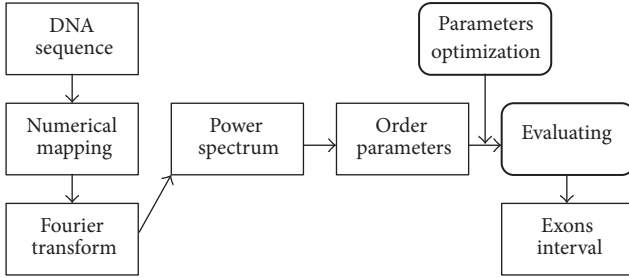 DNA
sequence
Numerical
mapping
Fourier
transform
Power
spectrum
Order
parameters
Parameters
optimization
Evaluating
Exons
interval